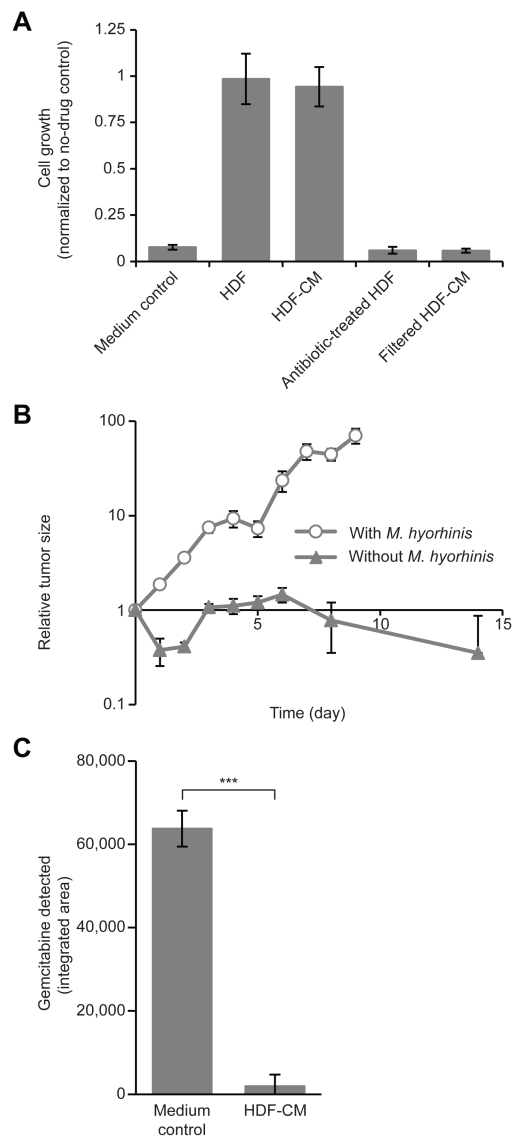 A
Cell growth
(normalized to no-drug control)
1.25
1
0.75
0.5
0.25
0
Medium control
HDF
HDF-CM
Antibiotic-treated HDF
Filtered HDF-CM
B
Relative tumor size
100
10
1
0.1
5
10
15
With M. hyorhinis
Without M. hyorhinis
Time (day)
C
Gemcitabine detected
(integrated area)
80,000
60,000
40,000
20,000
0
***
Medium
control
HDF-CM